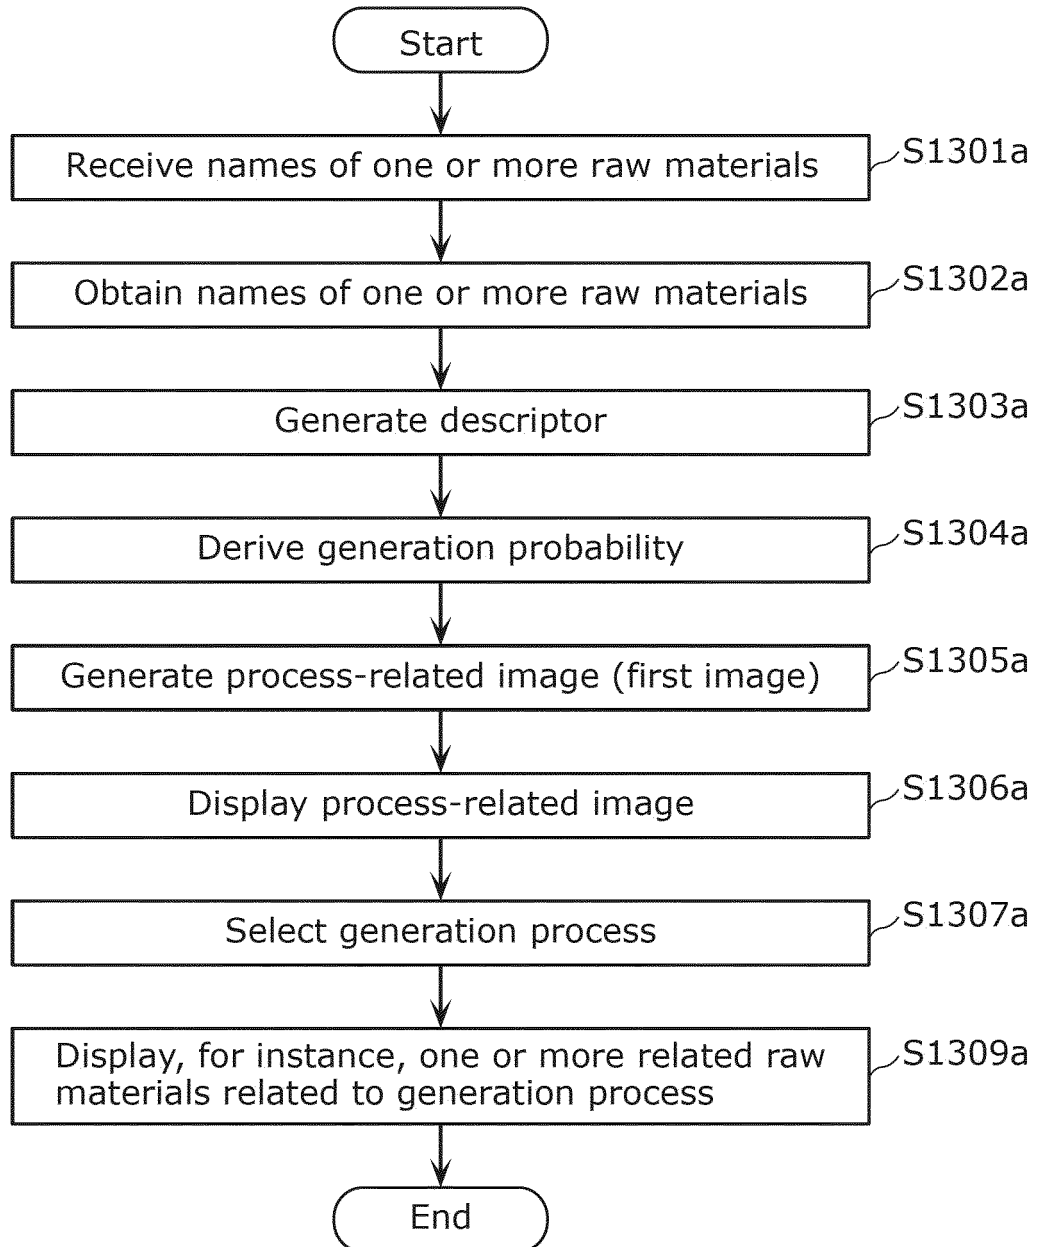 Start
Receive names of one or more raw materials
S1301a
Obtain names of one or more raw materials
S1302a
Generate descriptor
S1303a
Derive generation probability
S1304a
Generate process-related image (first image)
S1305a
Display process-related image
S1306a
Select generation process
S1307a
Display, for instance, one or more related raw
materials related to generation process
S1309a
End